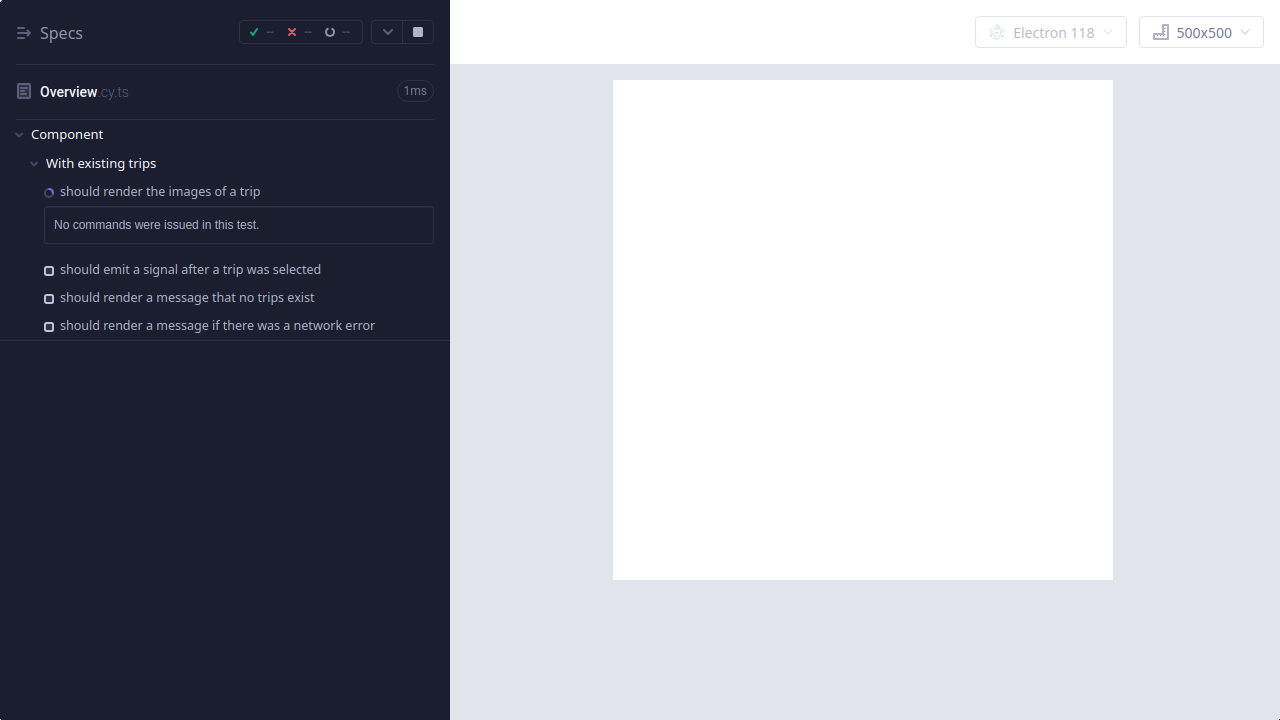 Specs
--
--
--
Electron 118
500x500
Overview.cy.ts
1ms
Component
With existing trips
should render the images of a trip
No commands were issued in this test.
should emit a signal after a trip was selected
should render a message that no trips exist
should render a message if there was a network error